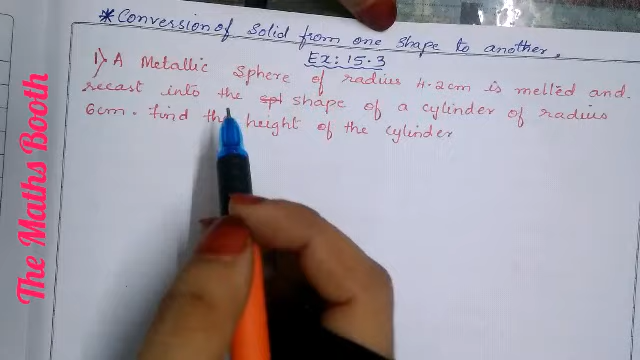 *Conversion of Solid from one shape to another.
Ex: 15.3
1) A Metallic Sphere of radius 4.2cm is melled and.
recast into the shape of a cylinder of radius
6cm. find the height of the cylinder
The Maths Booth